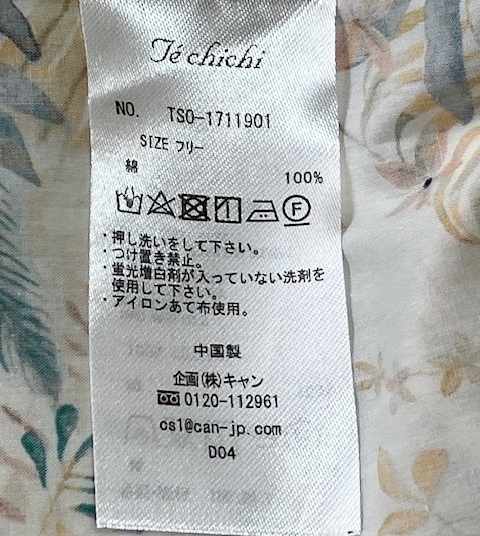 Té chichi
NO. TSO-1711901
SIZE フリー
綿
100%
F
・押し洗いをして下さい。
・つけ置き禁止。
・蛍光増白剤が入っていない洗剤を
使用して下さい。
・アイロンあて布使用。
中国製
企画(株)キャン
0120-112961
cs1@can-jp.com
D04